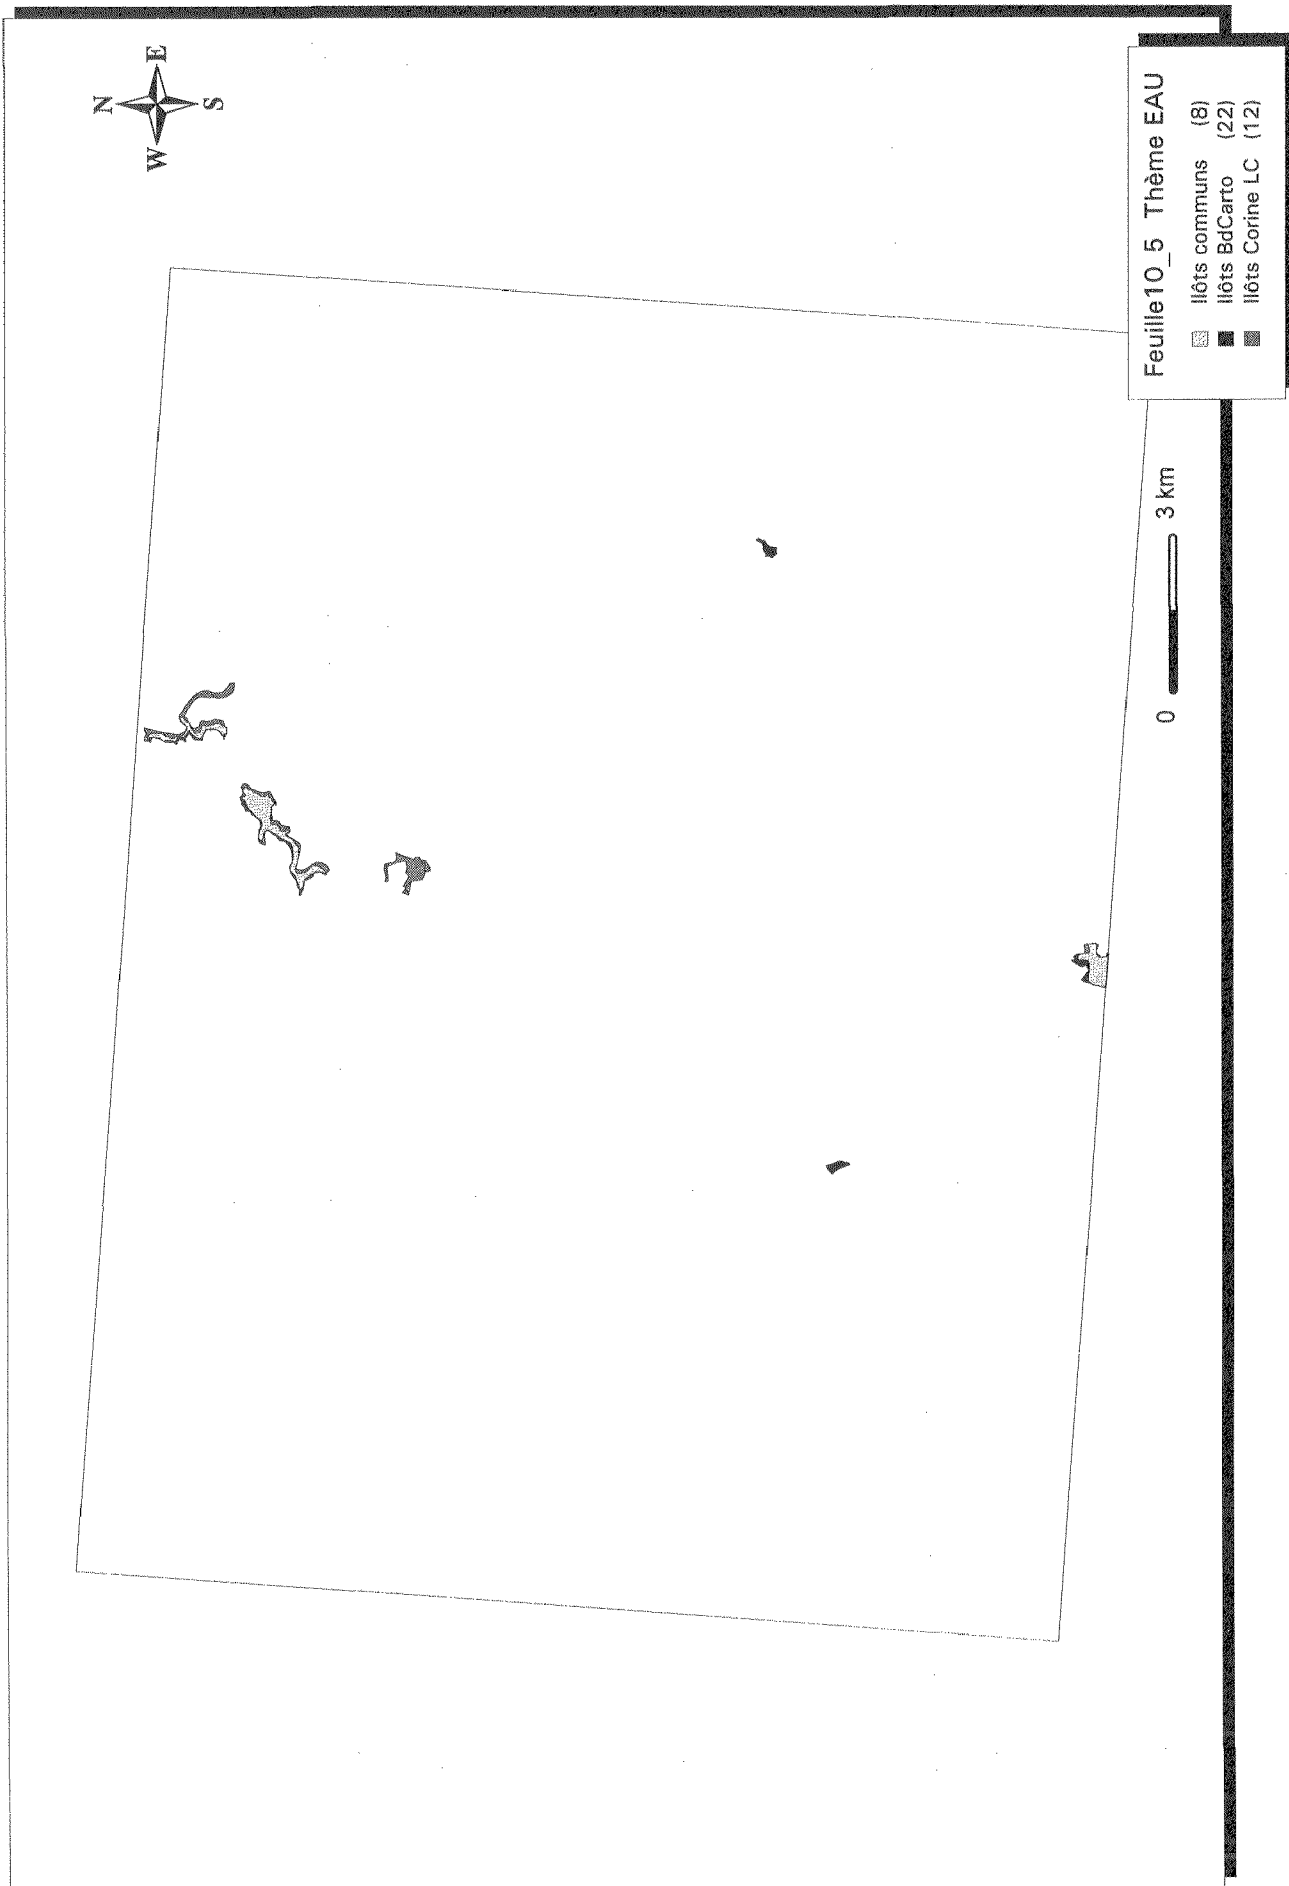 N
W
E
S
Feuille10_5 Thème EAU
Ilôts communs (8)
Ilôts BdCarto (22)
Ilôts Corine LC (12)
0 3 km